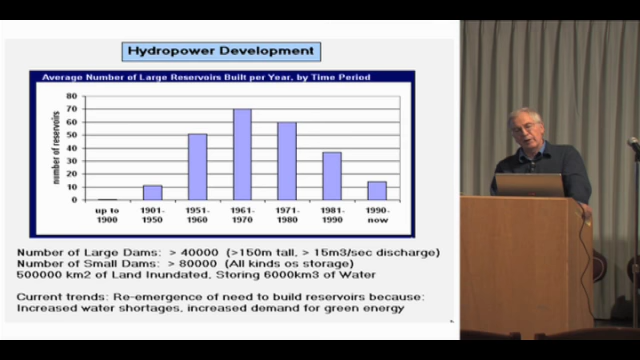 Hydropower Development
Average Number of Large Reservoirs Built per Year, by Time Period
number of reservoirs
80
70
60
50
40
30
20
10
0
up to 1900
1901-1950
1951-1960
1961-1970
1971-1980
1981-1990
1990-now
Number of Large Dams: > 40000 (>150m tall, > 15m3/sec discharge)
Number of Small Dams: > 80000 (All kinds os storage)
500000 km2 of Land Inundated, Storing 6000km3 of Water
Current trends: Re-emergence of need to build reservoirs because:
Increased water shortages, increased demand for green energy